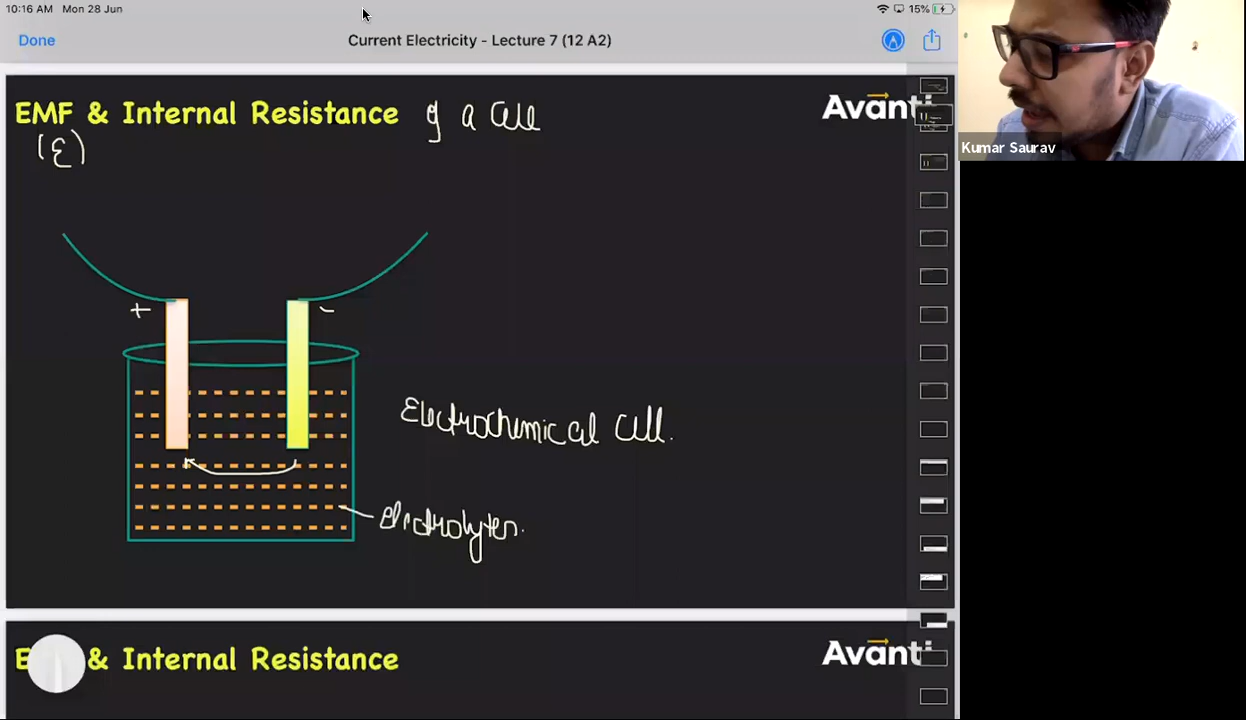 10:16 AM Mon 28 Jun
15%
Done
Current Electricity - Lecture 7 (12 A2)
EMF & Internal Resistance of a Cell
(ε)
Avanti
Kumar Saurav
+ -
Electrochemical Cell.
Electrolytes.
E & Internal Resistance
Avanti